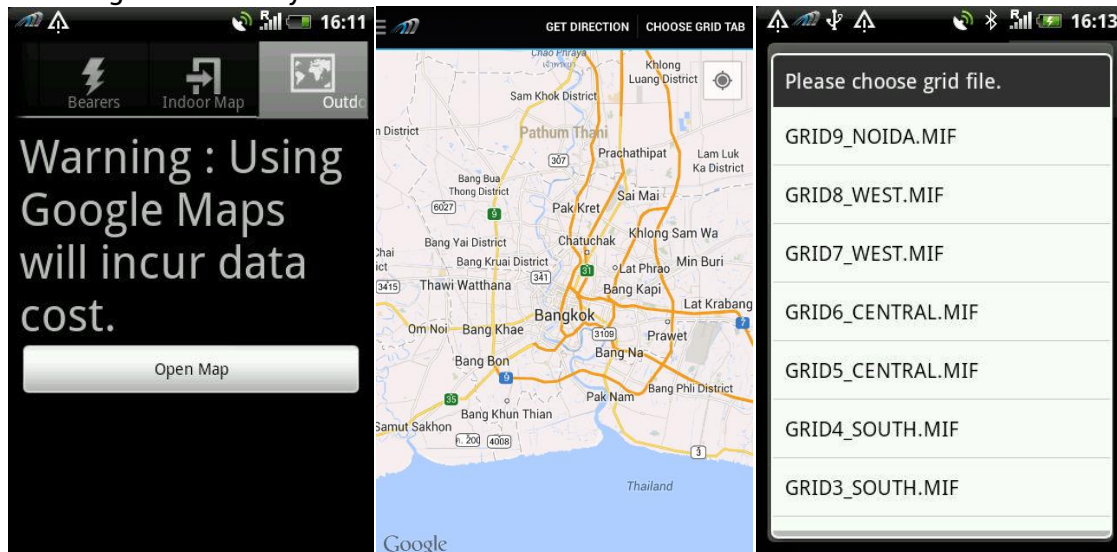 16:11
Bearers
Indoor Map
Outdo
Warning : Using
Google Maps
will incur data
cost.
Open Map
GET DIRECTION
CHOOSE GRID TAB
Chao Phraya
Khlong
Luang District
Sam Khok District
n District
Pathum Thani
307
Prachathipat
Lam Luk
Ka District
Bang Bua
Thong District
Sai Mai
6027
9
Pak Kret
Bang Yai District
Chatuchak
Khlong Sam Wa
hai
ict
Bang Kruai District
31
Lat Phrao
Min Buri
341
3415
Thawi Watthana
Bang Kapi
Lat Krabang
Bangkok
7
Om Noi
Bang Khae
3109
Prawet
Bang Na
Bang Bon
9
Bang Phli District
35
Pak Nam
Bang Khun Thian
Samut Sakhon
4008
3
Thailand
Google
16:13
Please choose grid file.
GRID9_NOIDA.MIF
GRID8_WEST.MIF
GRID7_WEST.MIF
GRID6_CENTRAL.MIF
GRID5_CENTRAL.MIF
GRID4_SOUTH.MIF
GRID3_SOUTH.MIF